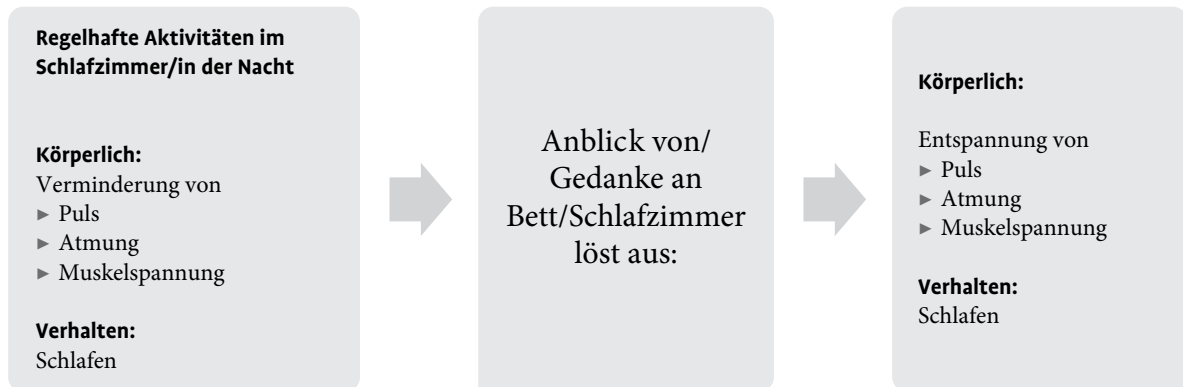 Regelhafte Aktivitäten im
Schlafzimmer/in der Nacht
Körperlich:
Verminderung von
► Puls
► Atmung
► Muskelspannung
Verhalten:
Schlafen
Anblick von/
Gedanke an
Bett/Schlafzimmer
löst aus:
Körperlich:
Entspannung von
► Puls
► Atmung
► Muskelspannung
Verhalten:
Schlafen